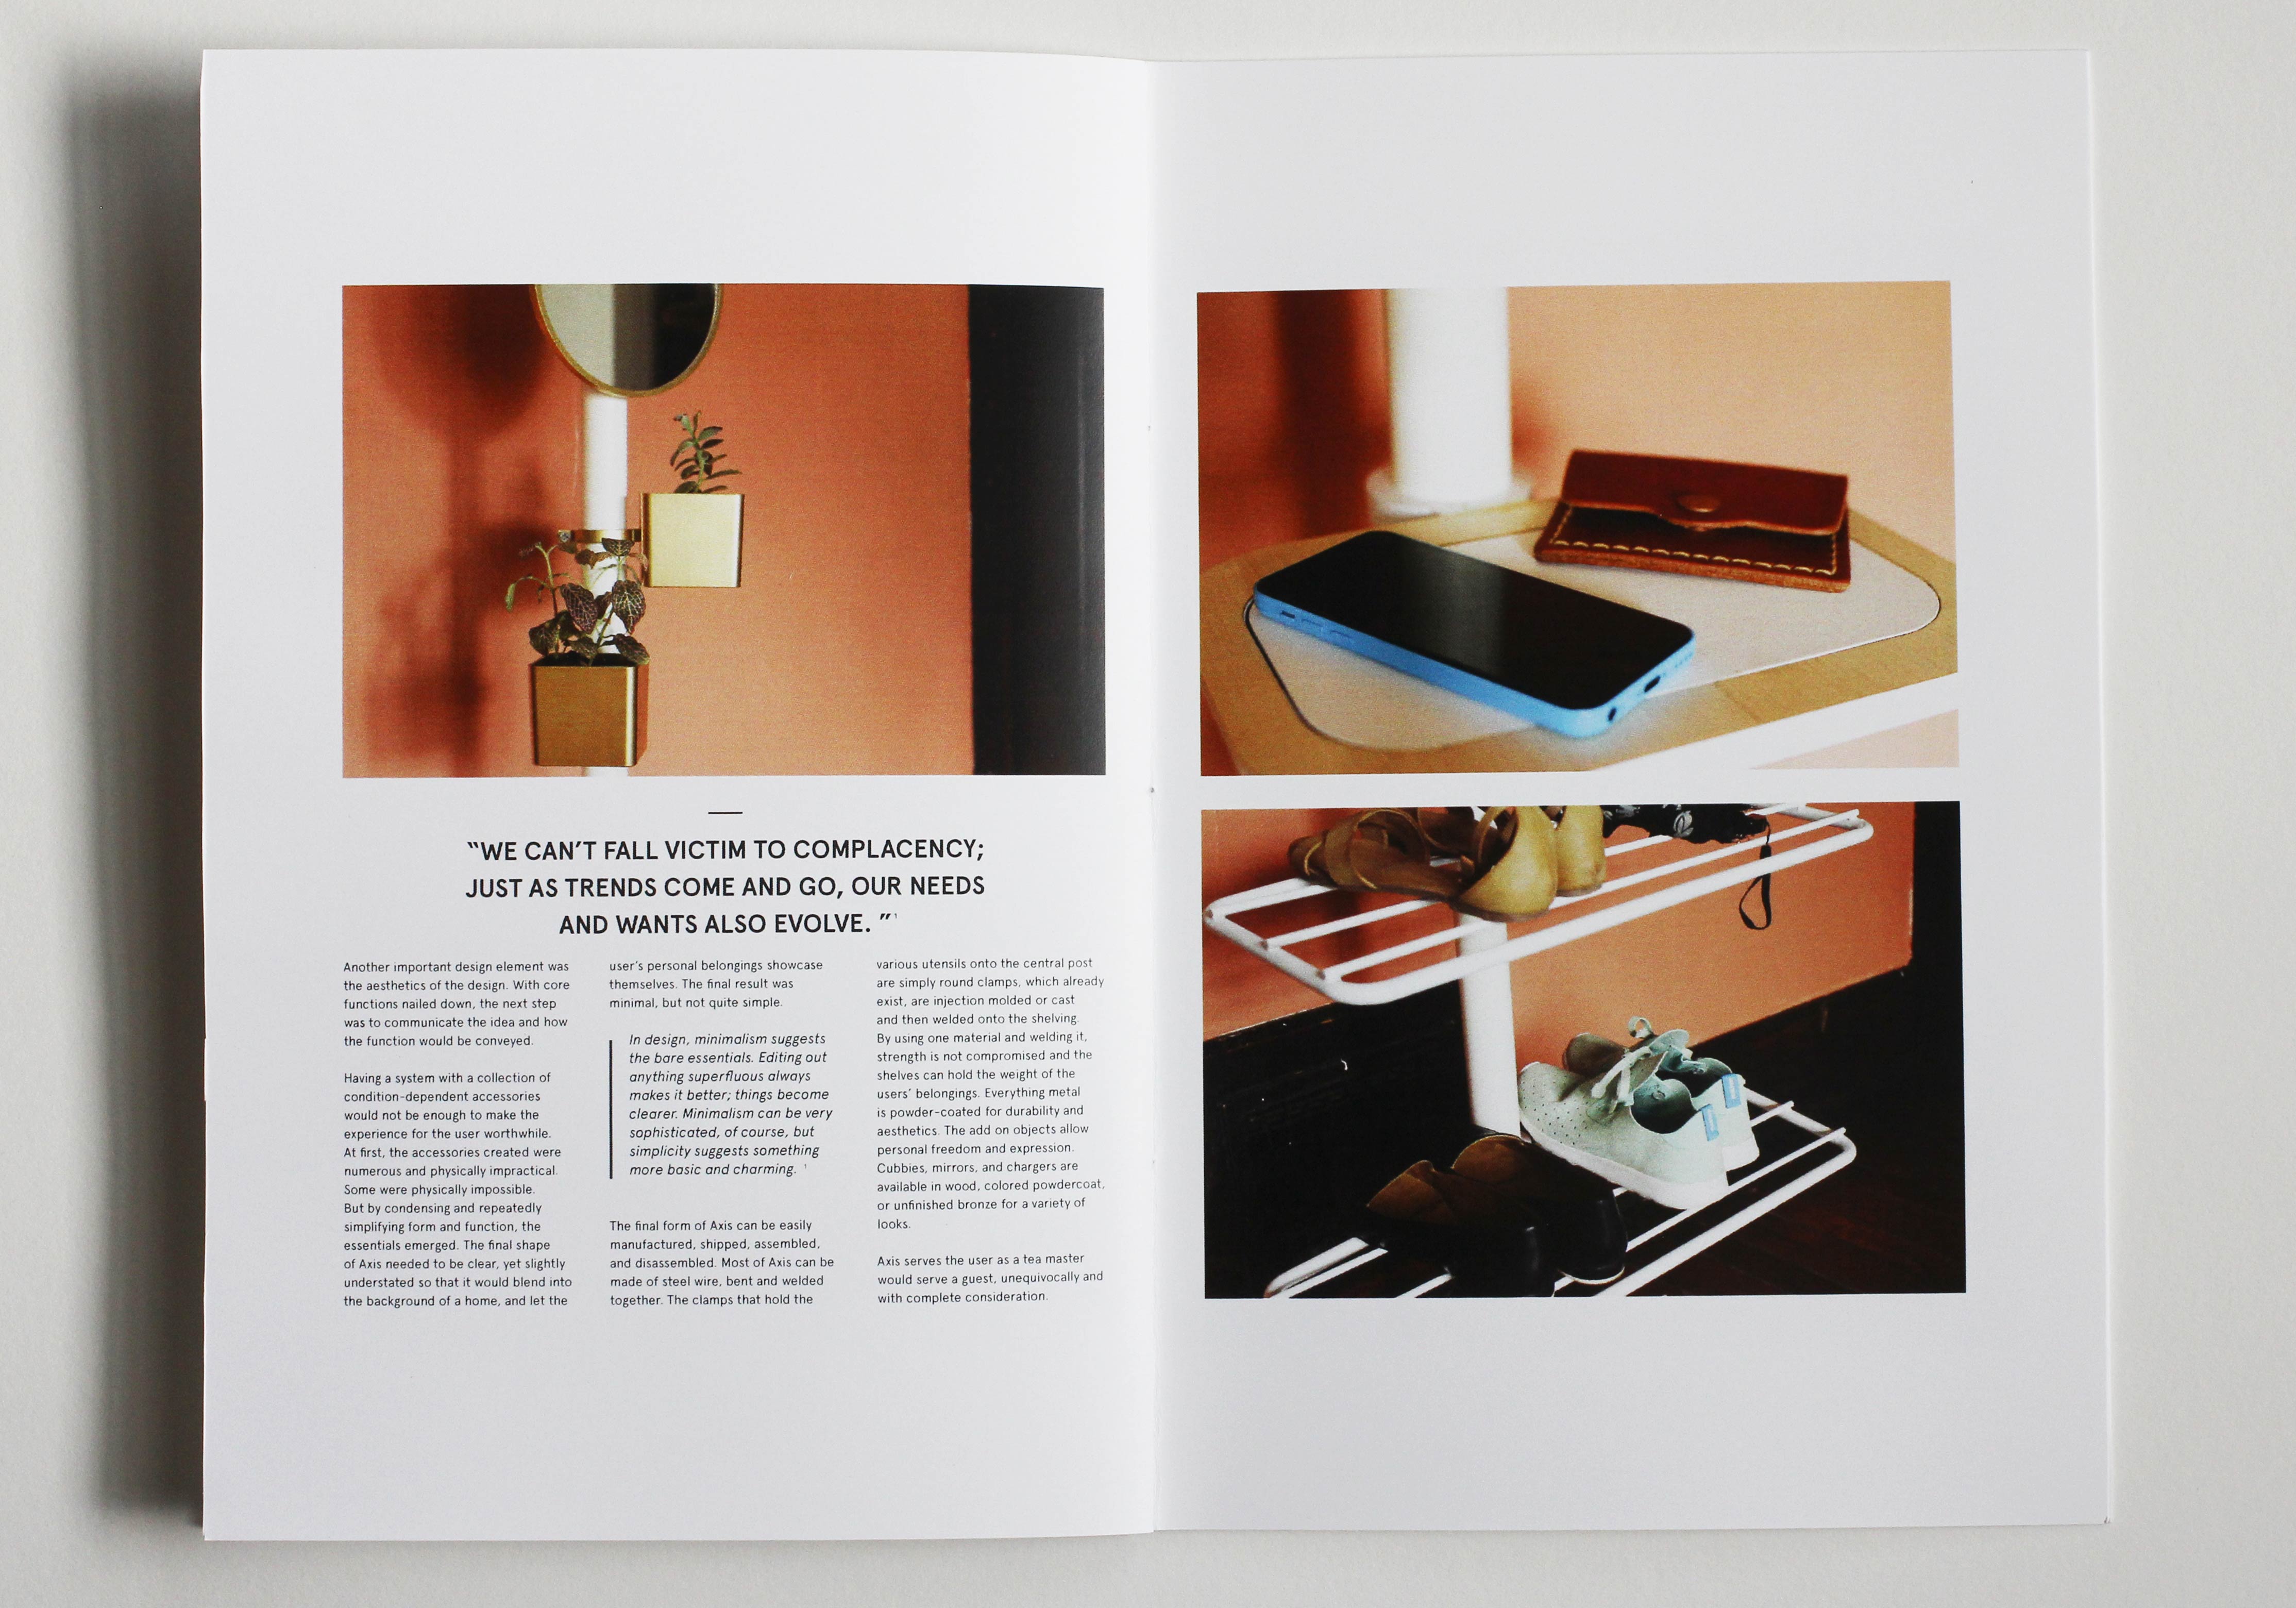 “WE CAN’T FALL VICTIM TO COMPLACENCY;
JUST AS TRENDS COME AND GO, OUR NEEDS
AND WANTS ALSO EVOLVE. ”¹
Another important design element was
the aesthetics of the design. With core
functions nailed down, the next step
was to communicate the idea and how
the function would be conveyed.
Having a system with a collection of
condition-dependent accessories
would not be enough to make the
experience for the user worthwhile.
At first, the accessories created were
numerous and physically impractical.
Some were physically impossible.
But by condensing and repeatedly
simplifying form and function, the
essentials emerged. The final shape
of Axis needed to be clear, yet slightly
understated so that it would blend into
the background of a home, and let the
user’s personal belongings showcase
themselves. The final result was
minimal, but not quite simple.
In design, minimalism suggests
the bare essentials. Editing out
anything superfluous always
makes it better; things become
clearer. Minimalism can be very
sophisticated, of course, but
simplicity suggests something
more basic and charming. ¹
The final form of Axis can be easily
manufactured, shipped, assembled,
and disassembled. Most of Axis can be
made of steel wire, bent and welded
together. The clamps that hold the
various utensils onto the central post
are simply round clamps, which already
exist, are injection molded or cast
and then welded onto the shelving.
By using one material and welding it,
strength is not compromised and the
shelves can hold the weight of the
users’ belongings. Everything metal
is powder-coated for durability and
aesthetics. The add on objects allow
personal freedom and expression.
Cubbies, mirrors, and chargers are
available in wood, colored powdercoat,
or unfinished bronze for a variety of
looks.
Axis serves the user as a tea master
would serve a guest, unequivocally and
with complete consideration.